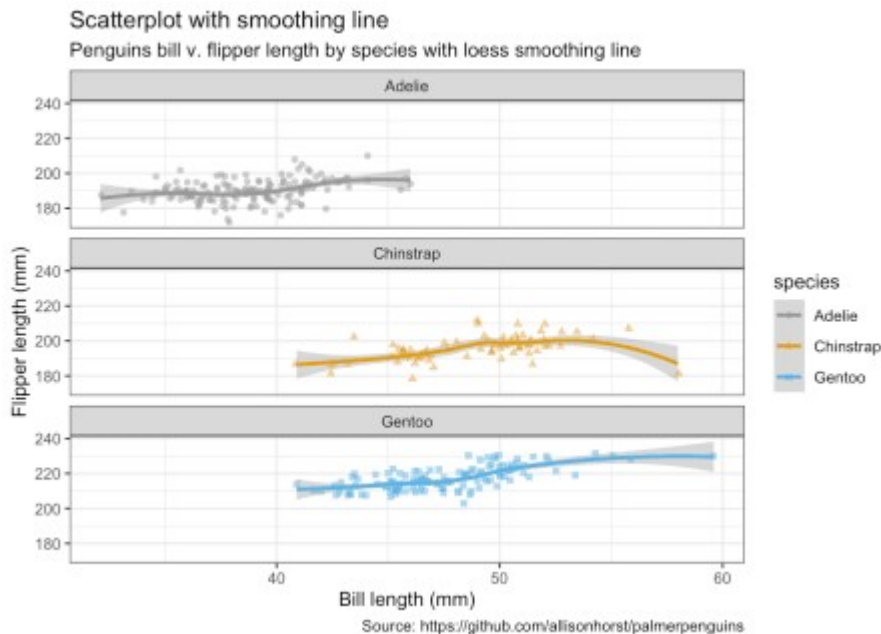 Scatterplot with smoothing line
Penguins bill v. flipper length by species with loess smoothing line
Adelie
240
220
200
180
Chinstrap
240
220
200
180
Gentoo
240
220
200
180
40 50 60
Flipper length (mm)
Bill length (mm)
species
Adelie
Chinstrap
Gentoo
Source: https://github.com/allisonhorst/palmerpenguins